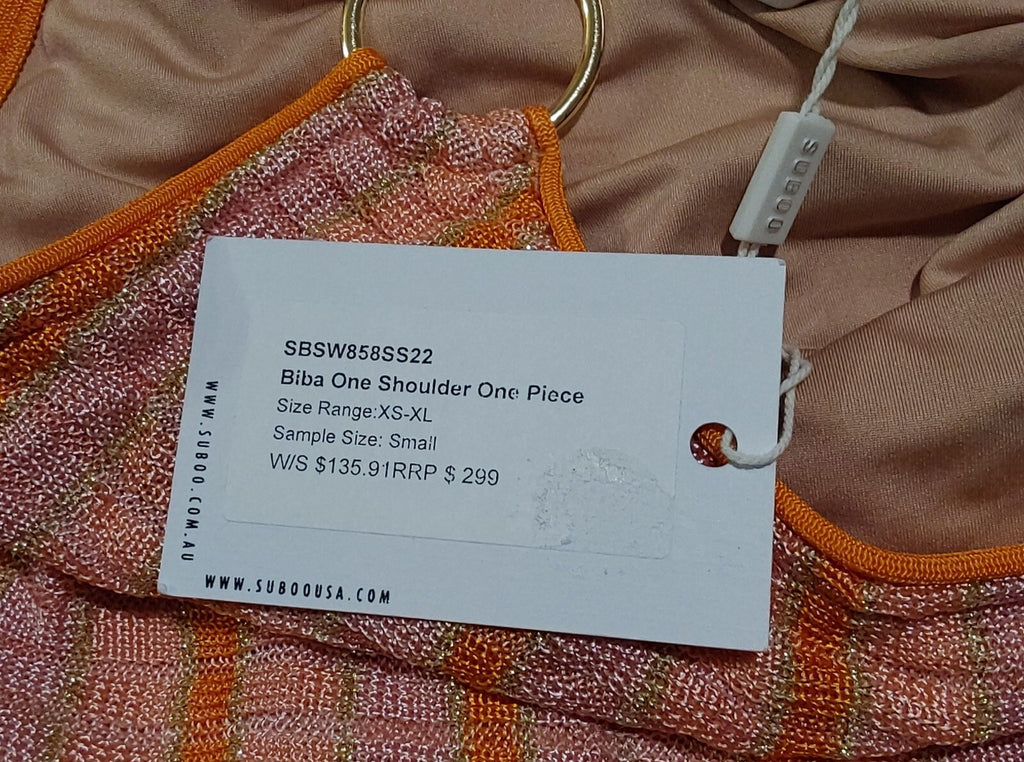 SUBOO
SBSW858SS22
Biba One Shoulder One Piece
Size Range:XS-XL
Sample Size: Small
W/S $135.91RRP $ 299
WWW.SUBOO.COM.AU
WWW.SUBOOUSA.COM